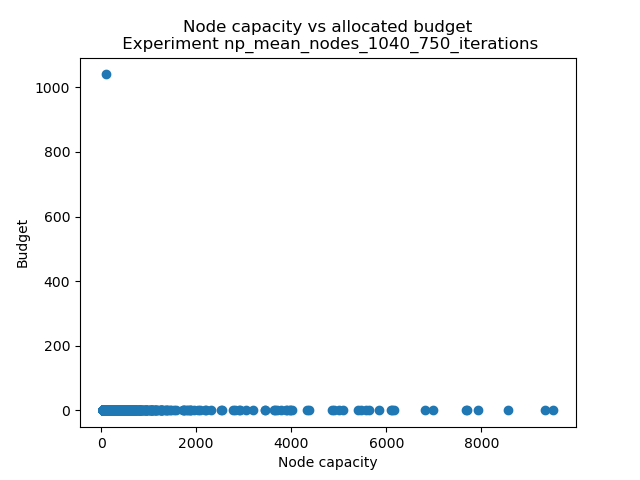 Node capacity vs allocated budget
Experiment np_mean_nodes_1040_750_iterations
1000
800
600
400
200
0
Budget
0 2000 4000 6000 8000
Node capacity